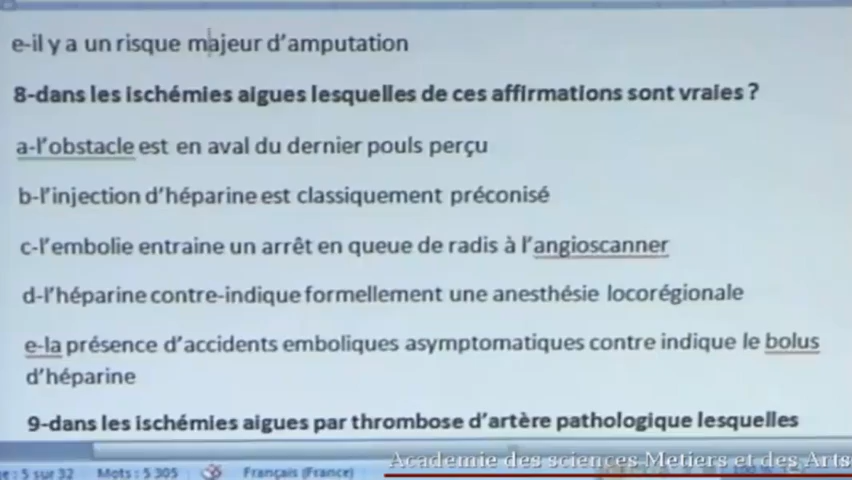 e-il y a un risque majeur d'amputation
8-dans les ischémies aigues lesquelles de ces affirmations sont vraies ?
a-l'obstacle est en aval du dernier pouls perçu
b-l'injection d'héparine est classiquement préconisé
c-l'embolie entraine un arrêt en queue de radis à l'angioscanner
d-l'héparine contre-indique formellement une anesthésie locorégionale
e-la présence d'accidents emboliques asymptomatiques contre indique le bolus
d'héparine
9-dans les ischémies aigues par thrombose d'artère pathologique lesquelles
e : 5 sur 32 Mots : 5 305 Français (France)
Academie des sciences Metiers et des Arts